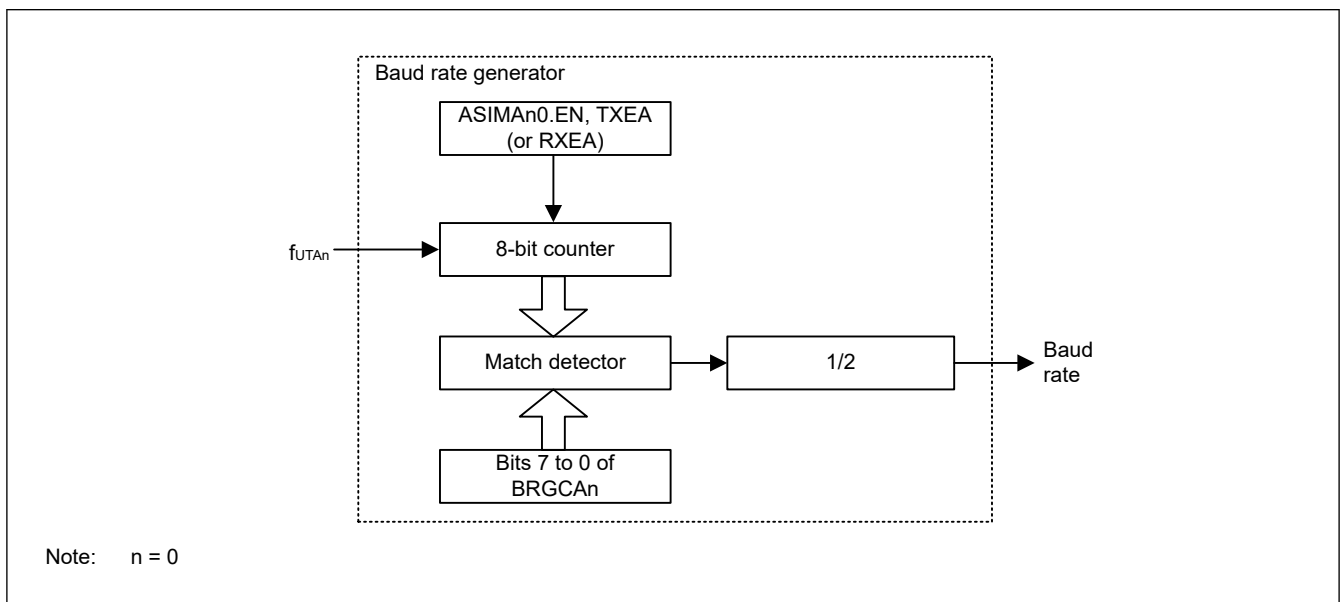 Baud rate generator
ASIMAn0.EN, TXEA
(or RXEA)
fUTAn
8-bit counter
Match detector
1/2
Baud
rate
Bits 7 to 0 of
BRGCAn
Note: n = 0